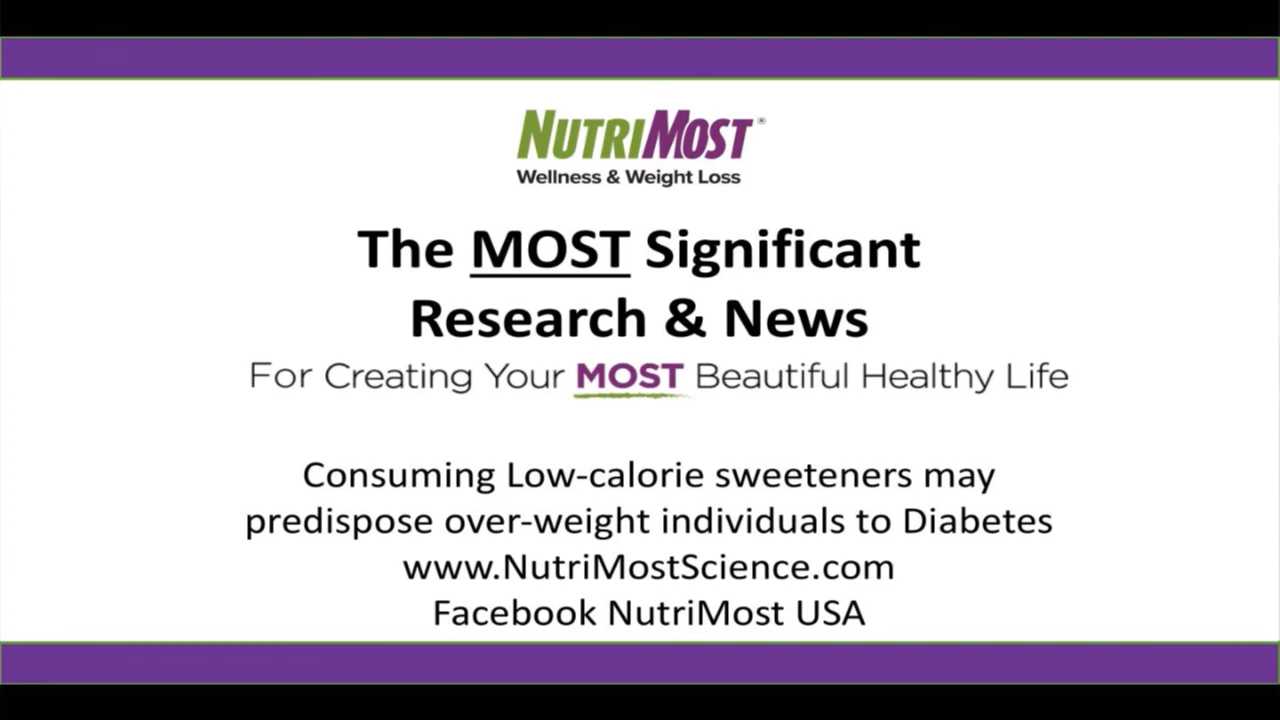 NUTRIMOST®
Wellness & Weight Loss
The MOST Significant
Research & News
For Creating Your MOST Beautiful Healthy Life
Consuming Low-calorie sweeteners may
predispose over-weight individuals to Diabetes
www.NutriMostScience.com
Facebook NutriMost USA